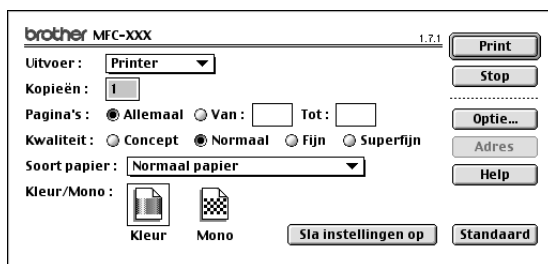 brother MFC-XXX 1.7.1
Print
Uitvoer: Printer
Stop
Kopieën: 1
Pagina's: Allemaal Van: Tot:
Optie...
Kwaliteit: Concept Normaal Fijn Superfijn
Adres
Soort papier: Normaal papier
Help
Kleur/Mono:
Kleur Mono
Sla instellingen op Standaard